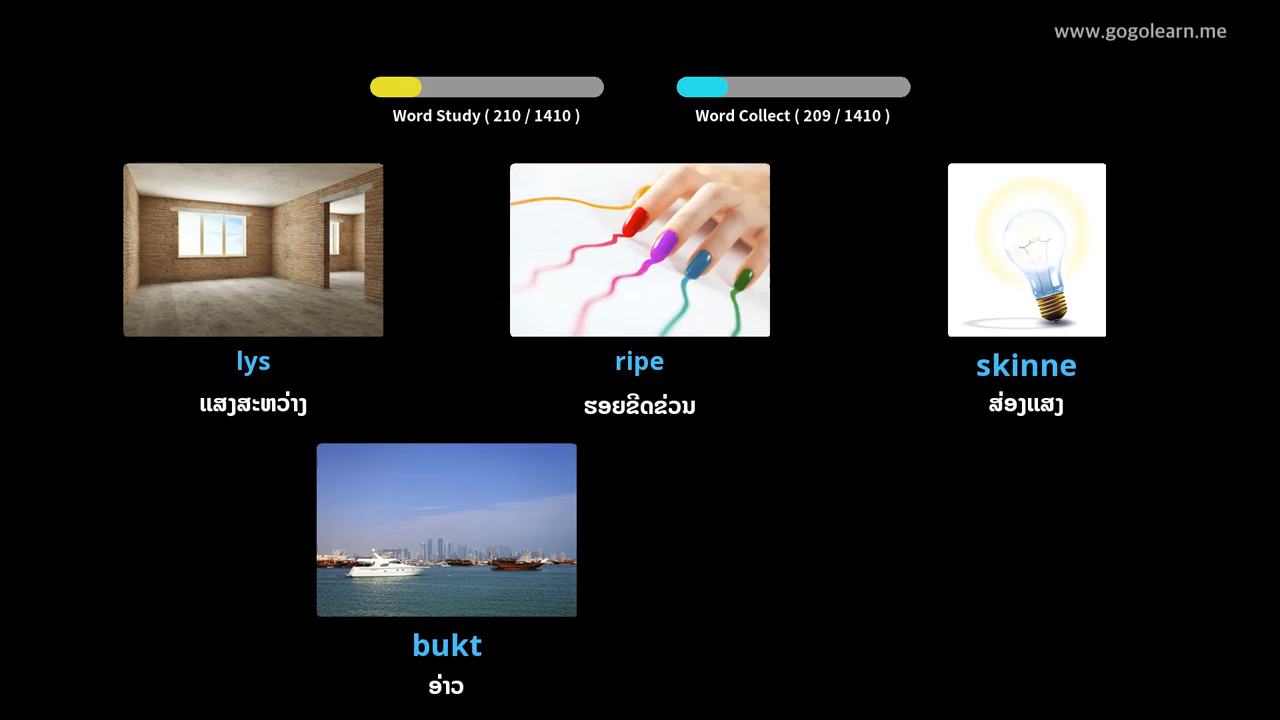 www.gogolearn.me
Word Study ( 210 / 1410 )
Word Collect ( 209 / 1410 )
lys
ripe
skinne
ແສງສະຫວ່າງ
ຮອຍຂີດຂ່ວນ
ສ່ອງແສງ
bukt
ອ່າວ